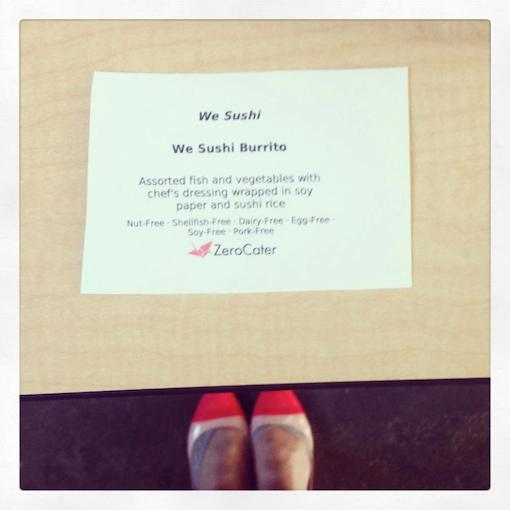 We Sushi
We Sushi Burrito
Assorted fish and vegetables with
chef's dressing wrapped in soy
paper and sushi rice
Nut-Free · Shellfish-Free · Dairy-Free · Egg-Free ·
Soy-Free · Pork-Free
ZeroCater